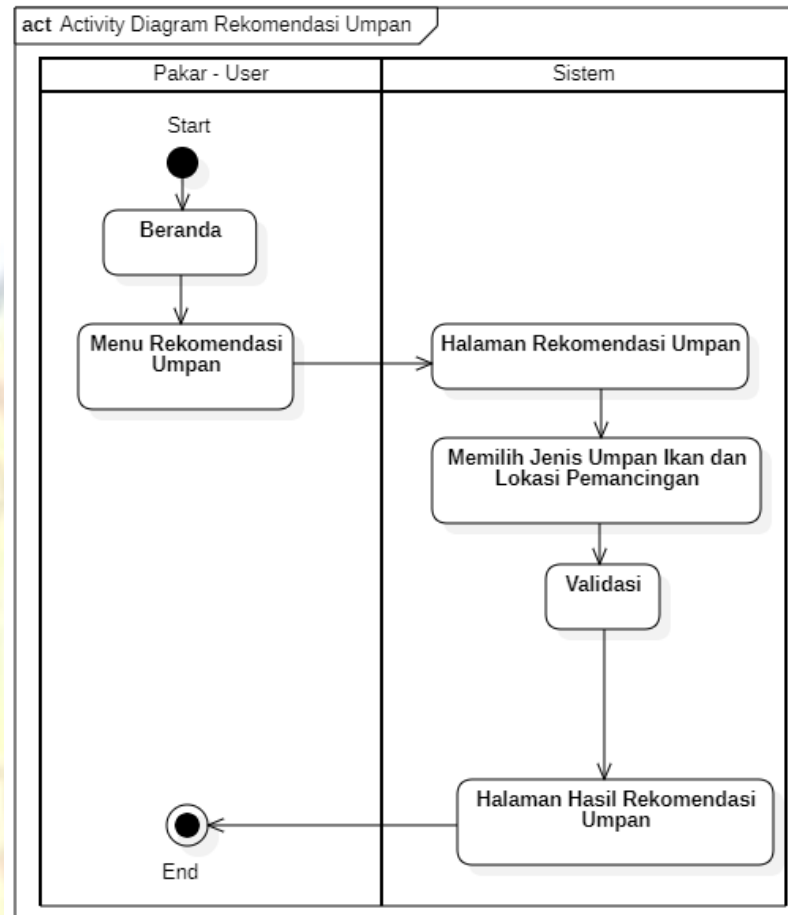 act Activity Diagram Rekomendasi Umpan
Pakar - User
Sistem
Start
Beranda
Menu Rekomendasi
Umpan
Halaman Rekomendasi Umpan
Memilih Jenis Umpan Ikan dan
Lokasi Pemancingan
Validasi
Halaman Hasil Rekomendasi
Umpan
End